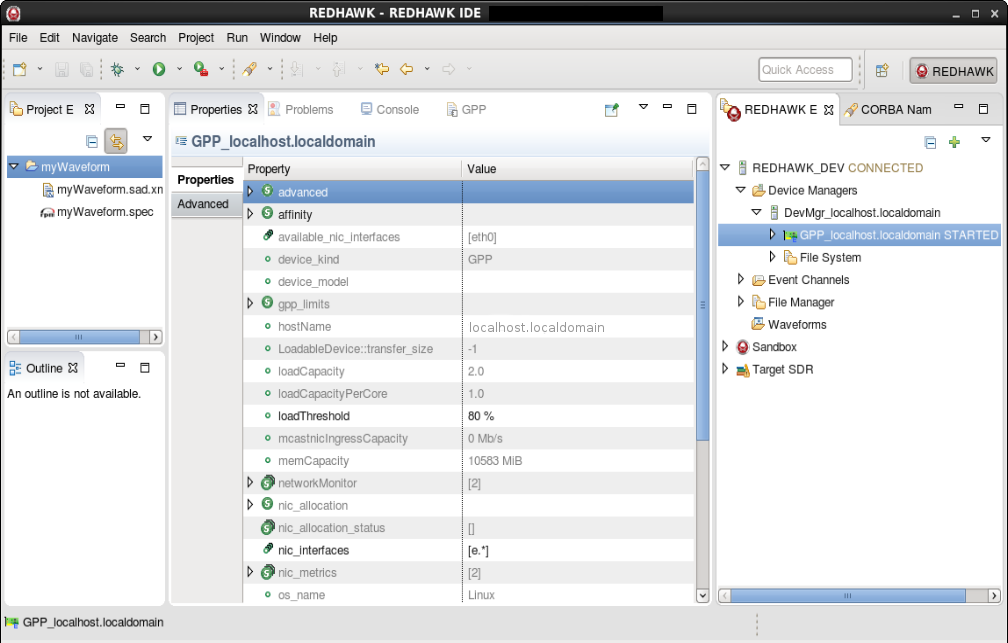 REDHAWK - REDHAWK IDE
File Edit Navigate Search Project Run Window Help
Quick Access
REDHAWK
Project E
myWaveform
myWaveform.sad.xn
myWaveform.spec
Outline
An outline is not available.
Properties Problems Console GPP
GPP_localhost.localdomain
Properties
Advanced
Property Value
advanced
affinity
available_nic_interfaces [eth0]
device_kind GPP
device_model
gpp_limits
hostName localhost.localdomain
LoadableDevice::transfer_size -1
loadCapacity 2.0
loadCapacityPerCore 1.0
loadThreshold 80 %
mcastnicIngressCapacity 0 Mb/s
memCapacity 10583 MiB
networkMonitor [2]
nic_allocation
nic_allocation_status []
nic_interfaces [e.*]
nic_metrics [2]
os_name Linux
REDHAWK E CORBA Nam
REDHAWK_DEV CONNECTED
Device Managers
DevMgr_localhost.localdomain
GPP_localhost.localdomain STARTED
File System
Event Channels
File Manager
Waveforms
Sandbox
Target SDR
GPP_localhost.localdomain